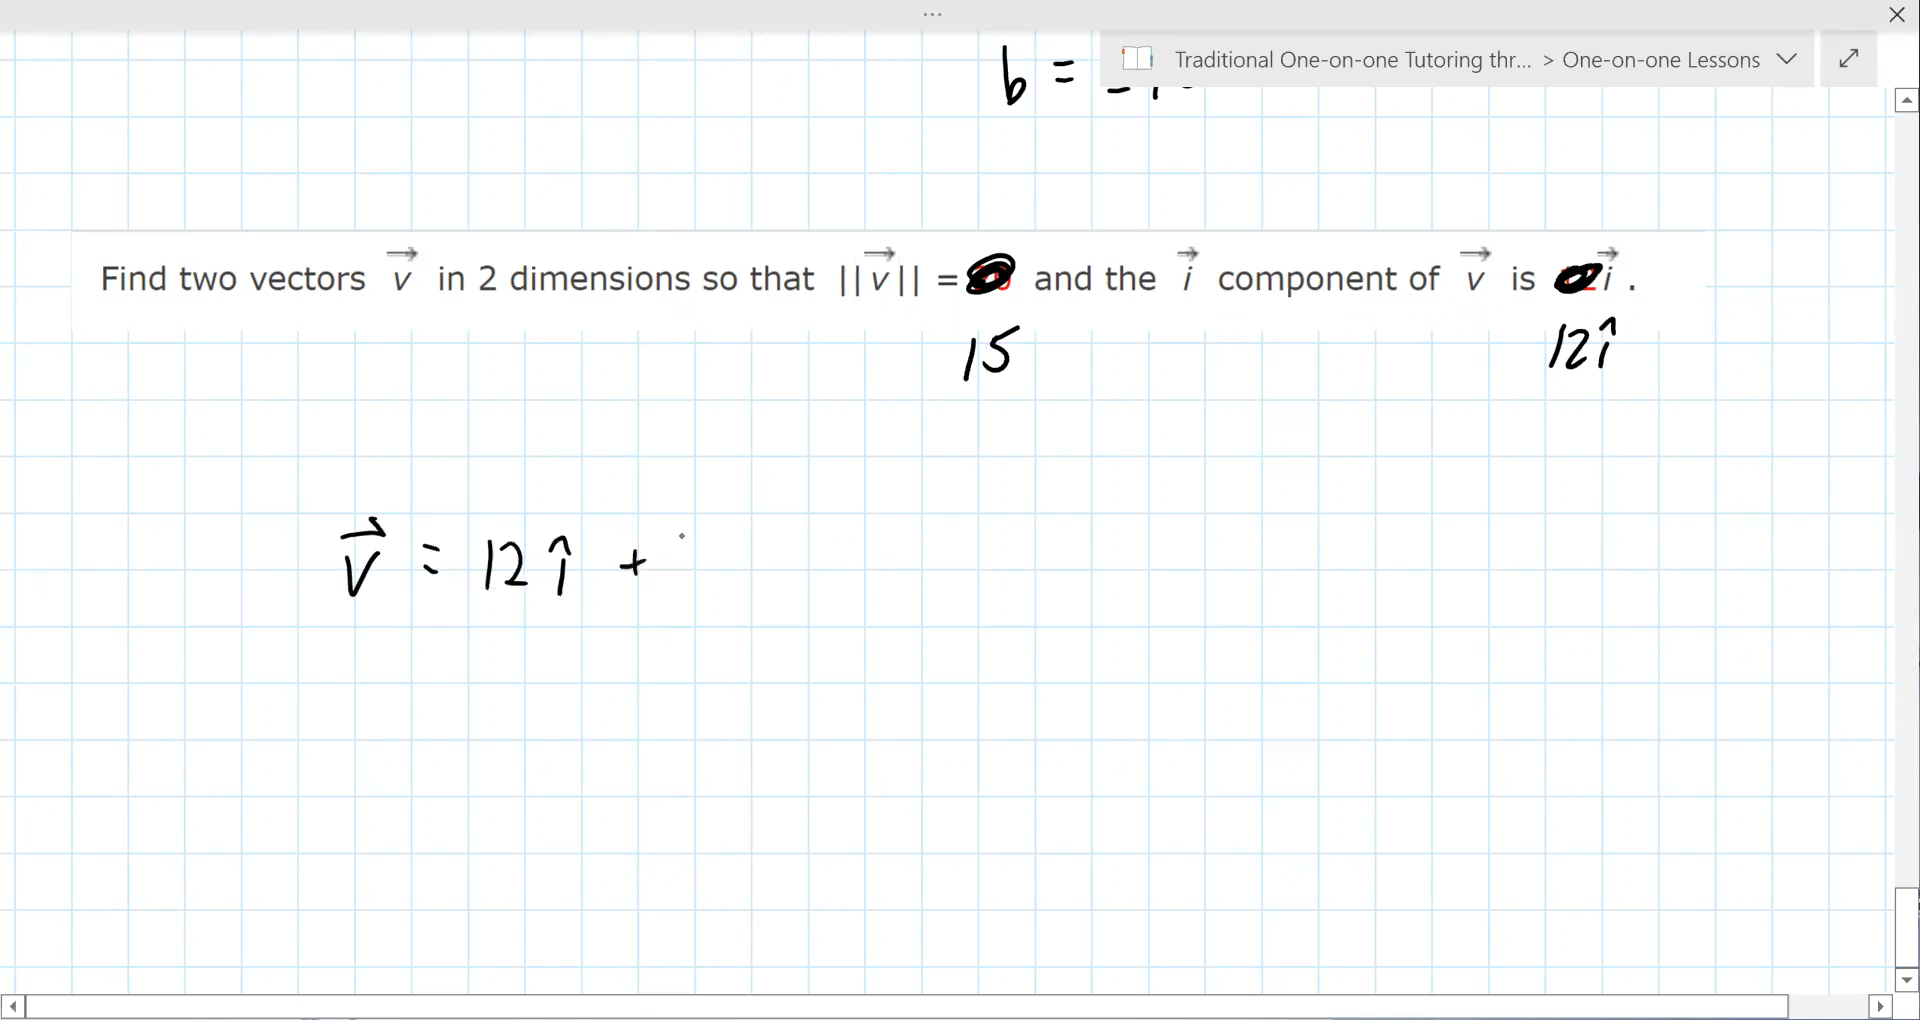 b =
Traditional One-on-one Tutoring thr... > One-on-one Lessons
Find two vectors v⃗ in 2 dimensions so that ||v⃗|| = and the i⃗ component of v⃗ is i⃗ .
15 12î
v⃗ = 12 î +